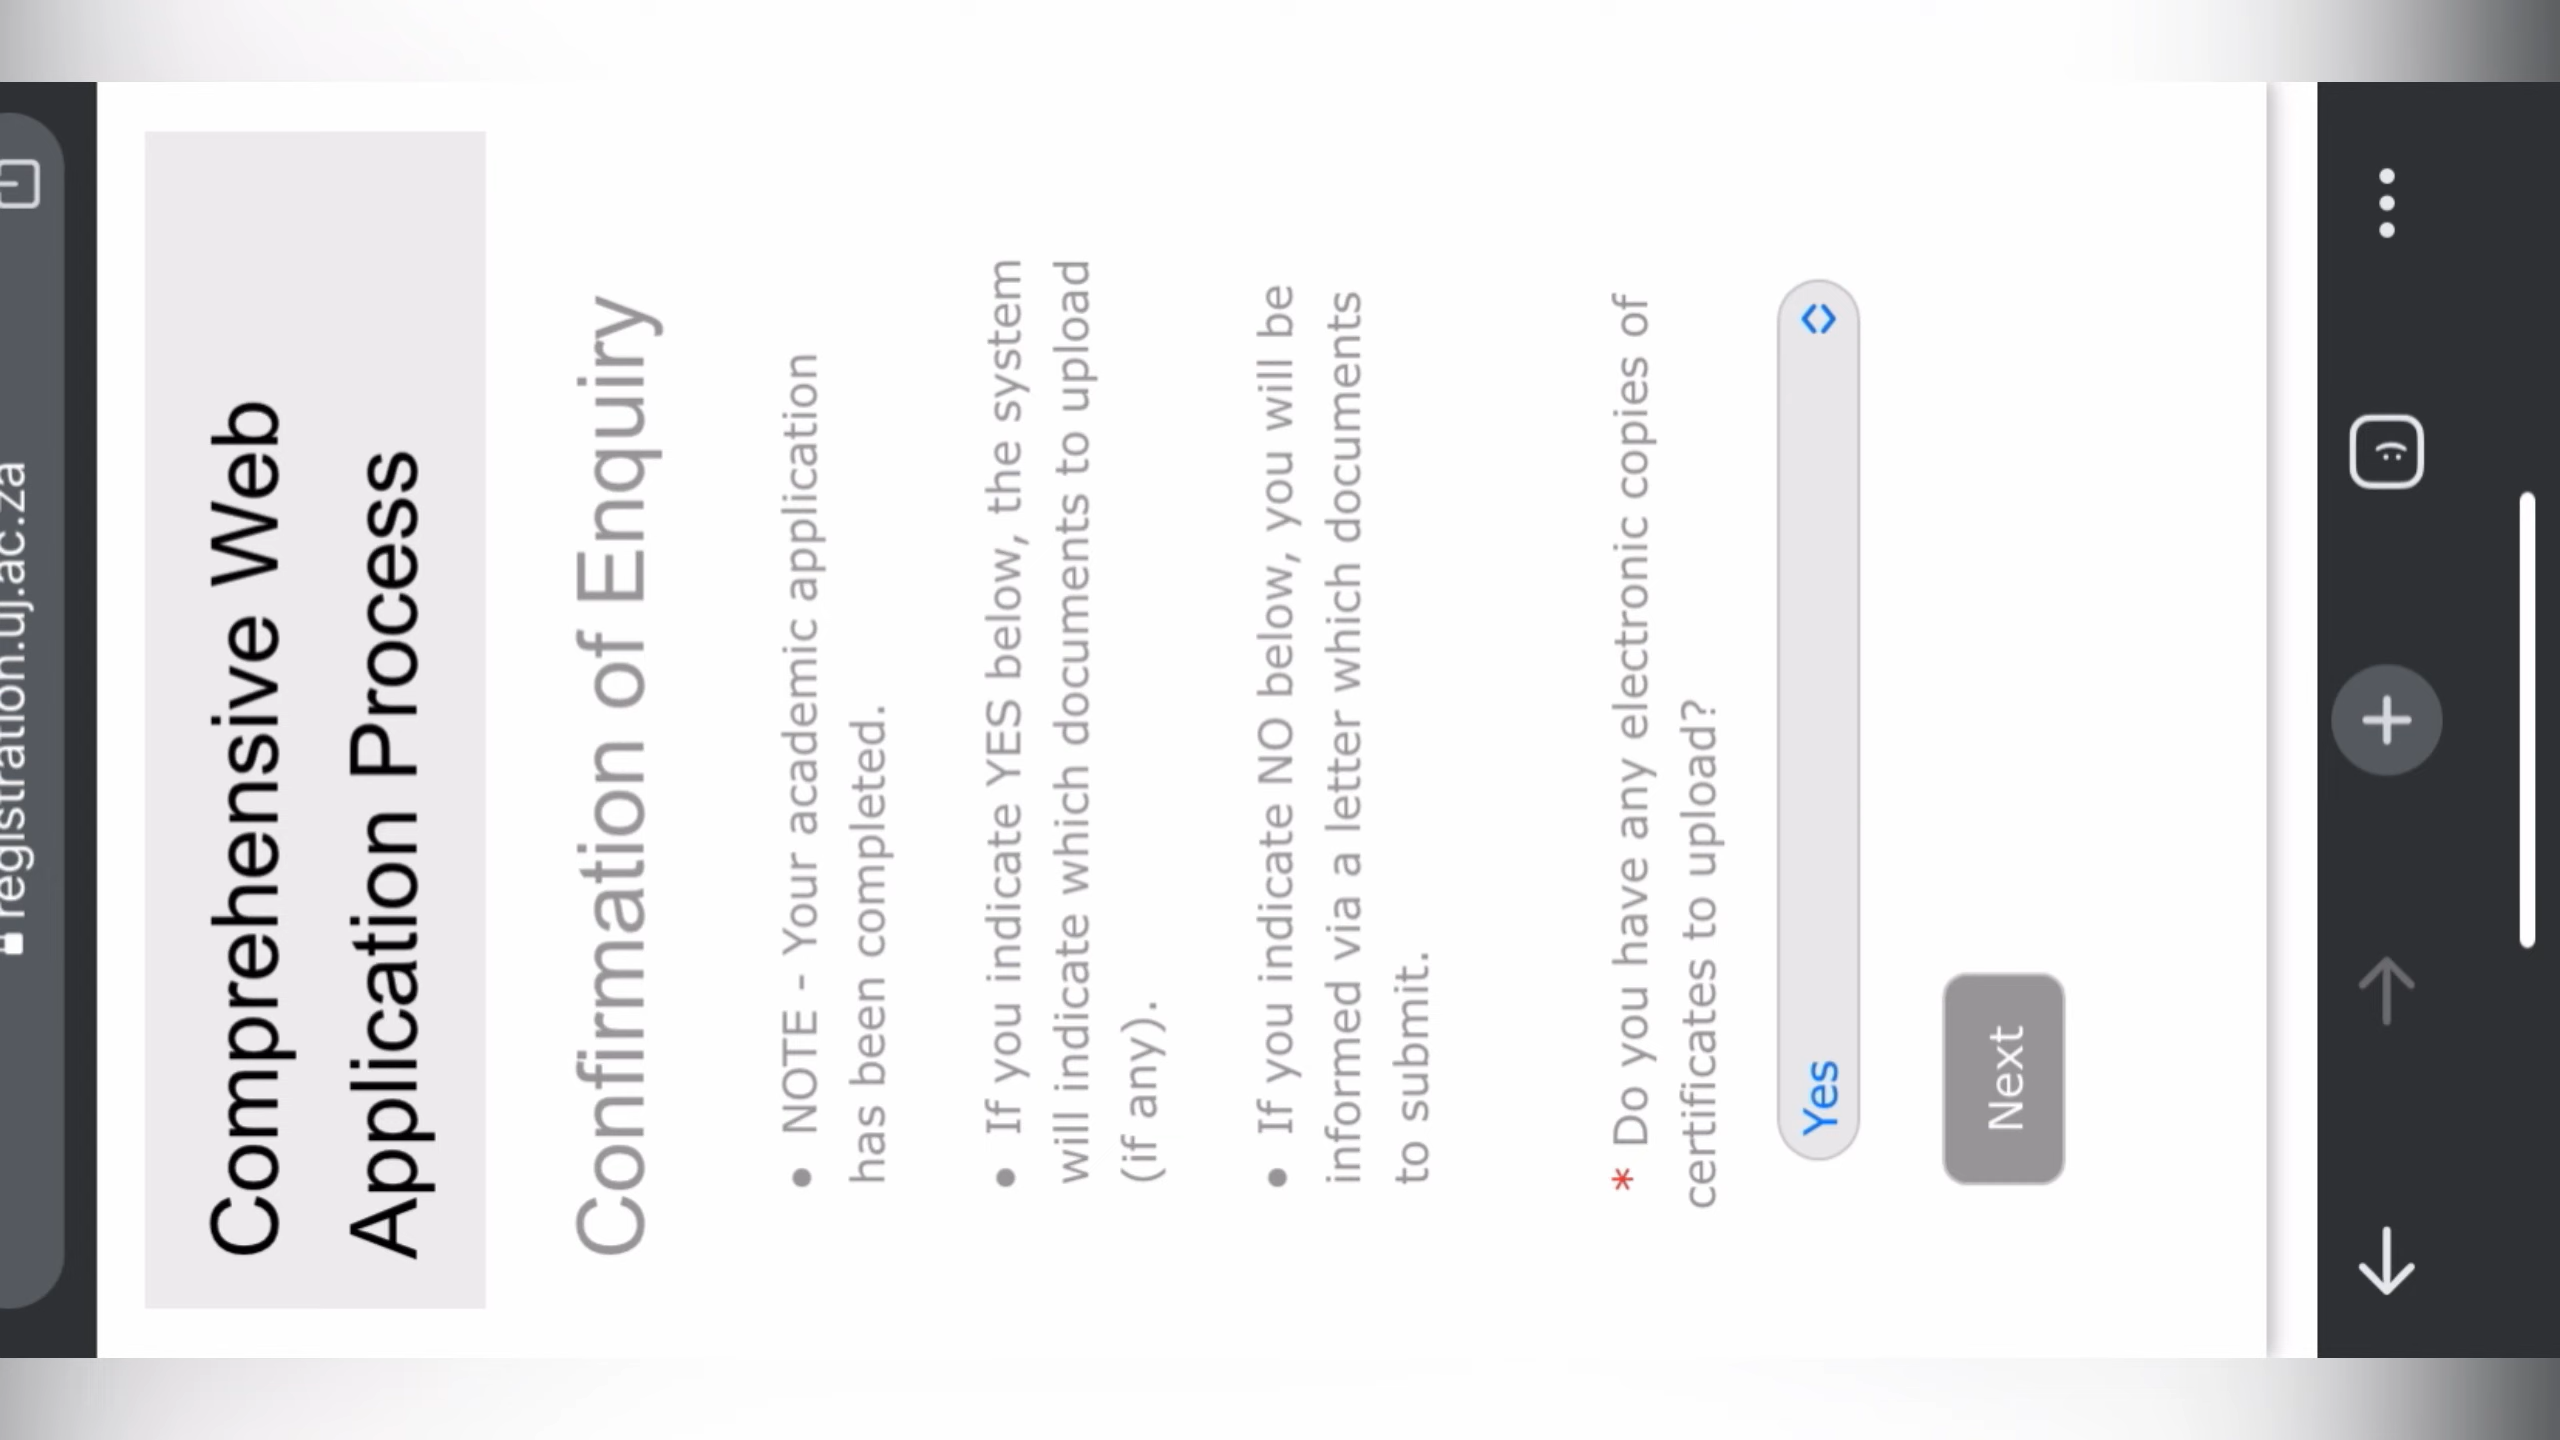 registration.uj.ac.za
Comprehensive Web
Application Process
Confirmation of Enquiry
• NOTE - Your academic application
has been completed.
• If you indicate YES below, the system
will indicate which documents to upload
(if any).
• If you indicate NO below, you will be
informed via a letter which documents
to submit.
* Do you have any electronic copies of
certificates to upload?
Yes
Next
:)